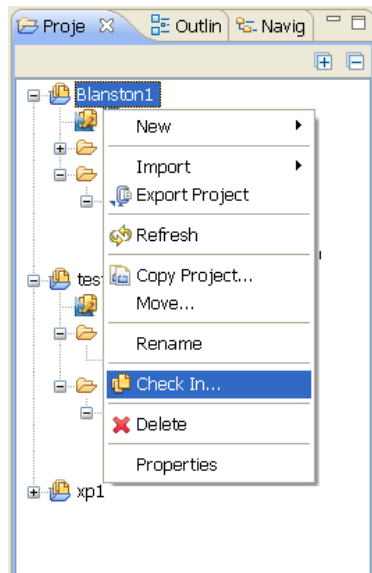 Proje Outlin Navig
Blanston1
New
Import
Export Project
Refresh
Copy Project...
tes
Move...
Rename
Check In...
Delete
Properties
xp1